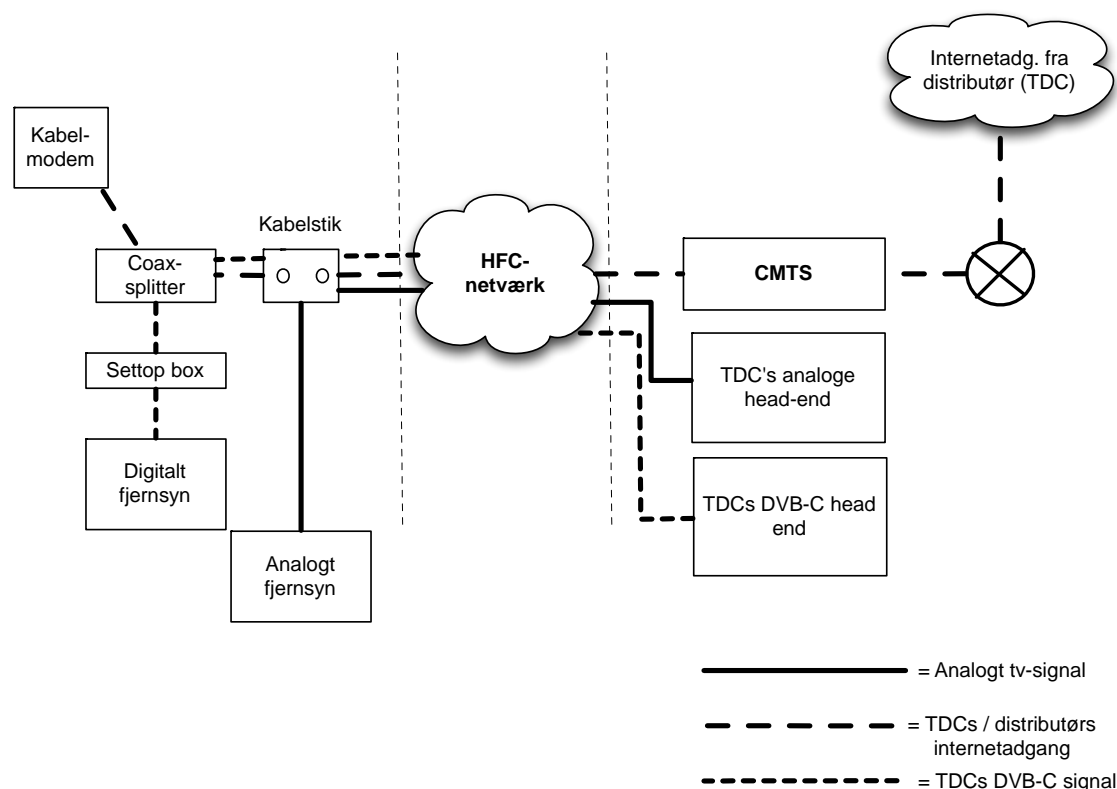 Internetadg. fra
distributør (TDC)
Kabel-
modem
Kabelstik
Coax-
splitter
HFC-
netværk
CMTS
Settop box
TDC's analoge
head-end
Digitalt
fjernsyn
TDCs DVB-C head
end
Analogt
fjernsyn
= Analogt tv-signal
= TDCs / distributørs
internetadgang
= TDCs DVB-C signal